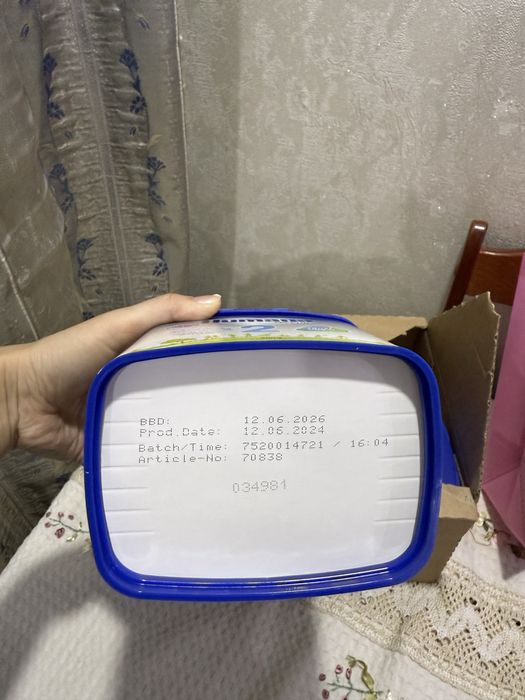 BBD: 12.06.2026
Prod.Date: 12.06.2024
Batch/Time: 7520014721 / 16:04
Article-No: 70838
034981